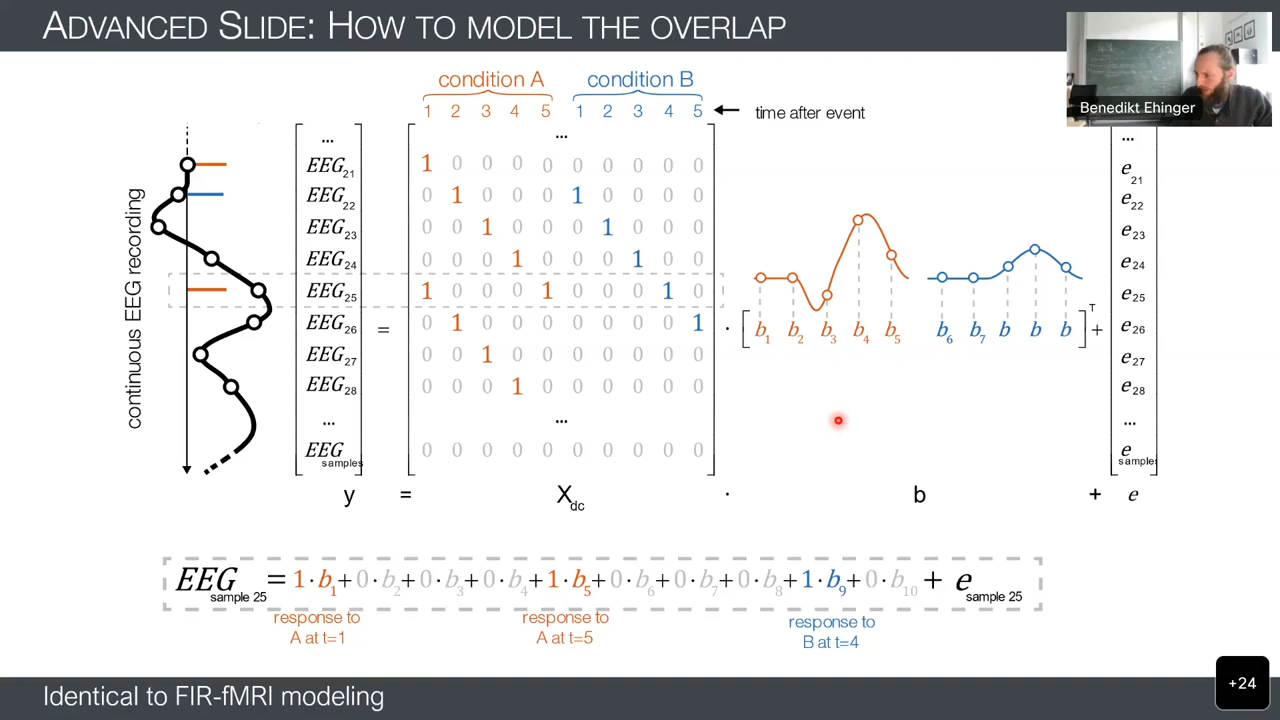 ADVANCED SLIDE: HOW TO MODEL THE OVERLAP
Benedikt Ehinger
condition A condition B
1 2 3 4 5 1 2 3 4 5 time after event
continuous EEG recording
... ... ...
EEG21 1 0 0 0 0 0 0 0 0 0 e21
EEG22 0 1 0 0 0 1 0 0 0 0 e22
EEG23 0 0 1 0 0 0 1 0 0 0 e23
EEG24 0 0 0 1 0 0 0 1 0 0 e24
EEG25 1 0 0 0 1 0 0 0 1 0 e25
EEG26 = 0 1 0 0 0 0 0 0 0 1 · [b1 b2 b3 b4 b5 b6 b7 b b b]T + e26
EEG27 0 0 1 0 0 0 0 0 0 0 e27
EEG28 0 0 0 1 0 0 0 0 0 0 e28
... ... ...
EEG samples 0 0 0 0 0 0 0 0 0 0 e samples
y = Xdc · b + e
EEG sample 25 = 1·b1+0·b2+0·b3+0·b4+1·b5+0·b6+0·b7+0·b8+1·b9+0·b10 + e sample 25
response to
A at t=1
response to
A at t=5
response to
B at t=4
Identical to FIR-fMRI modeling
+24